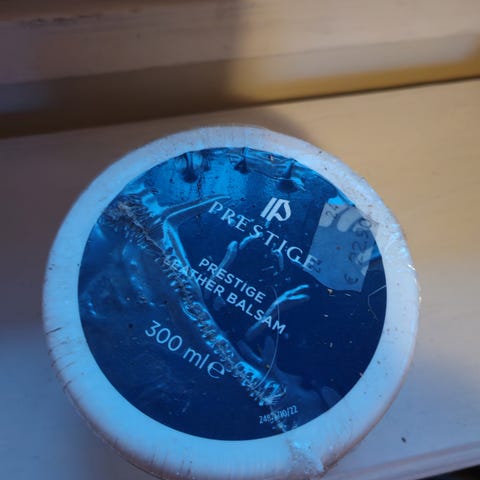 PRESTIGE
PRESTIGE
LEATHER BALSAM
300 ml℮